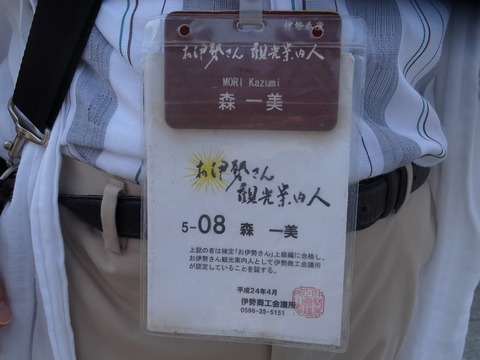 伊勢春慶
お伊勢さん 観光案内人
MORI Kazumi
森 一美
お伊勢さん
観光案内人
5-08 森 一美
上記の者は検定「お伊勢さん」上級編に合格し、
お伊勢さん観光案内人として伊勢商工会議所
が認定していることを証する。
平成24年4月
伊勢商工会議所
0596-25-5151